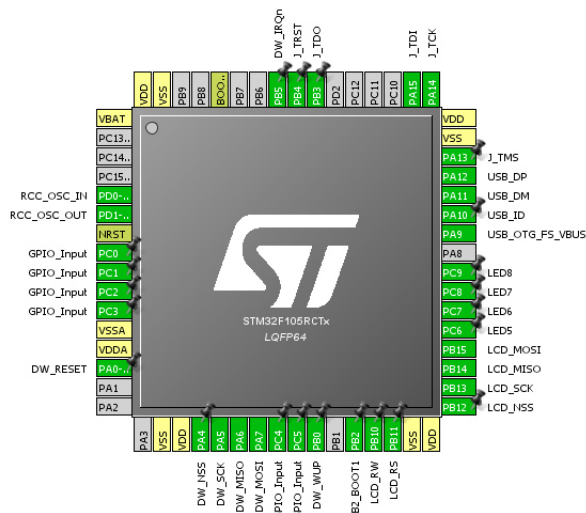 DW_IRQn
J_TRST
J_TDO
J_TDI
J_TCK
VDD
VSS
PB9
PB8
BOO..
PB7
PB6
PB5
PB4
PB3
PD2
PC12
PC11
PC10
PA15
PA14
VBAT
PC13..
PC14..
PC15..
RCC_OSC_IN PD0-..
RCC_OSC_OUT PD1-..
NRST
GPIO_Input PC0
GPIO_Input PC1
GPIO_Input PC2
GPIO_Input PC3
VSSA
VDDA
DW_RESET PA0-..
PA1
PA2
ST
STM32F105RCTx
LQFP64
VDD
VSS
PA13 J_TMS
PA12 USB_DP
PA11 USB_DM
PA10 USB_ID
PA9 USB_OTG_FS_VBUS
PA8
PC9 LED8
PC8 LED7
PC7 LED6
PC6 LED5
PB15 LCD_MOSI
PB14 LCD_MISO
PB13 LCD_SCK
PB12 LCD_NSS
PA3
VSS
VDD
PA4
PA5
PA6
PA7
PC4
PC5
PB0
PB1
PB2
PB10
PB11
VSS
VDD
DW_NSS
DW_SCK
DW_MISO
DW_MOSI
PIO_Input
PIO_Input
DW_WUP
B2_BOOT1
LCD_RW
LCD_RS